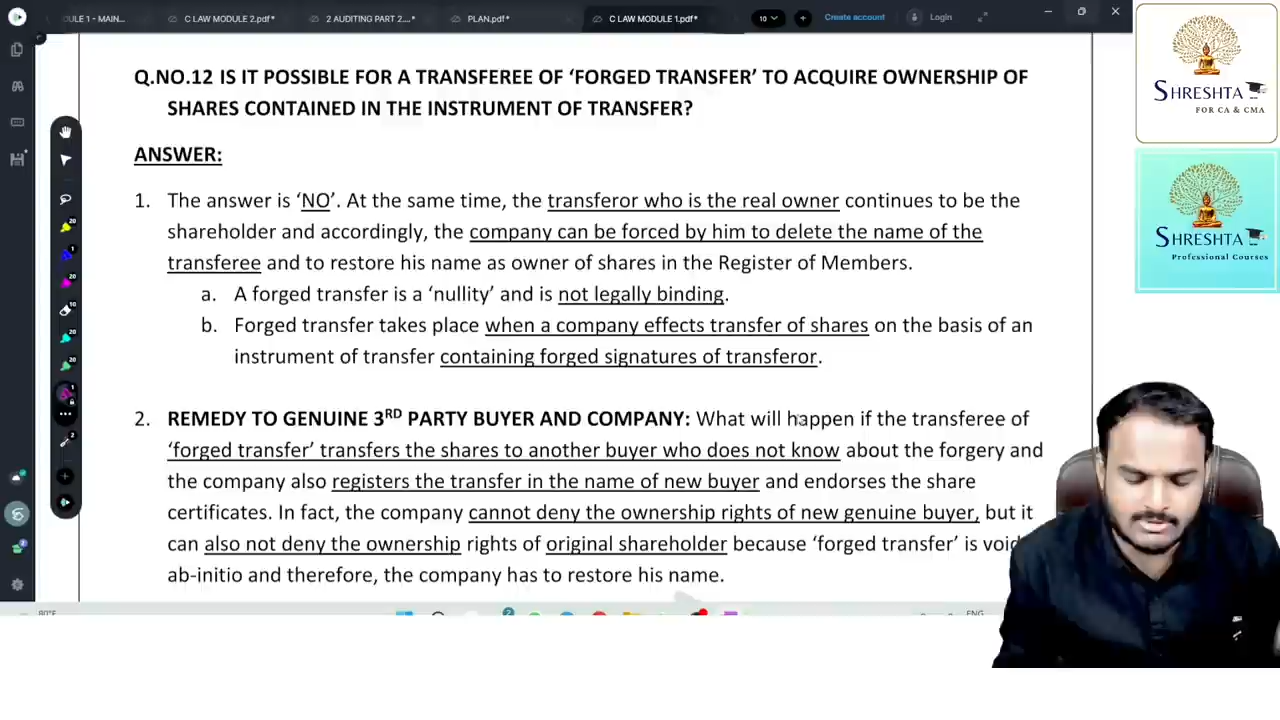 ULE 1 - MAIN...
C LAW MODULE 2.pdf*
2 AUDITING PART 2....*
PLAN.pdf*
C LAW MODULE 1.pdf*
10
Create account
Login
Q.NO.12 IS IT POSSIBLE FOR A TRANSFEREE OF ‘FORGED TRANSFER’ TO ACQUIRE OWNERSHIP OF
SHARES CONTAINED IN THE INSTRUMENT OF TRANSFER?
ANSWER:
1. The answer is ‘NO’. At the same time, the transferor who is the real owner continues to be the
shareholder and accordingly, the company can be forced by him to delete the name of the
transferee and to restore his name as owner of shares in the Register of Members.
a. A forged transfer is a ‘nullity’ and is not legally binding.
b. Forged transfer takes place when a company effects transfer of shares on the basis of an
instrument of transfer containing forged signatures of transferor.
2. REMEDY TO GENUINE 3RD PARTY BUYER AND COMPANY: What will happen if the transferee of
‘forged transfer’ transfers the shares to another buyer who does not know about the forgery and
the company also registers the transfer in the name of new buyer and endorses the share
certificates. In fact, the company cannot deny the ownership rights of new genuine buyer, but it
can also not deny the ownership rights of original shareholder because ‘forged transfer’ is void
ab-initio and therefore, the company has to restore his name.
80°F
ENG
SHRESHTA
FOR CA & CMA
SHRESHTA
Professional Courses